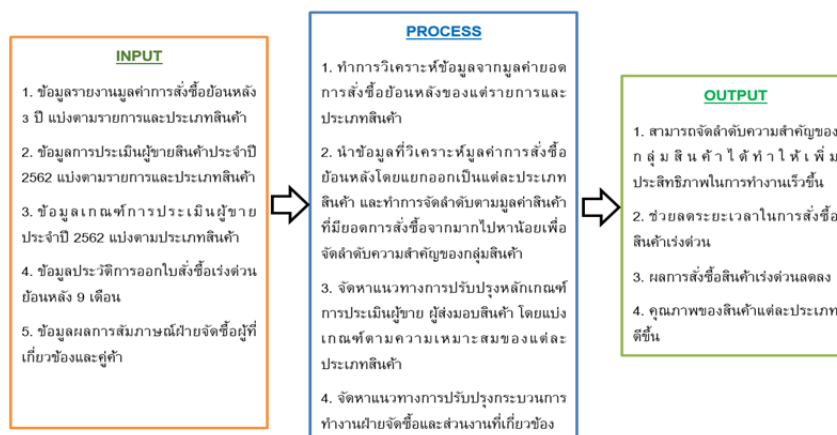 INPUT
1. ข้อมูลรายงานมูลค่าการสั่งซื้อย้อนหลัง
3 ปี แบ่งตามรายการและประเภทสินค้า
2. ข้อมูลการประเมินผู้ขายสินค้าประจำปี
2562 แบ่งตามรายการและประเภทสินค้า
3. ข้อมูลเกณฑ์การประเมินผู้ขาย
ประจำปี 2562 แบ่งตามประเภทสินค้า
4. ข้อมูลประวัติการออกใบสั่งซื้อเร่งด่วน
ย้อนหลัง 9 เดือน
5. ข้อมูลผลการสัมภาษณ์ฝ่ายจัดซื้อผู้ที่
เกี่ยวข้องและคู่ค้า
PROCESS
1. ทำการวิเคราะห์ข้อมูลจากมูลค่ายอด
การสั่งซื้อย้อนหลังของแต่รายการและ
ประเภทสินค้า
2. นำข้อมูลที่วิเคราะห์มูลค่าการสั่งซื้อ
ย้อนหลังโดยแยกออกเป็นแต่ละประเภท
สินค้า และทำการจัดลำดับตามมูลค่าสินค้า
ที่มียอดการสั่งซื้อจากมากไปหาน้อยเพื่อ
จัดลำดับความสำคัญของกลุ่มสินค้า
3. จัดหาแนวทางการปรับปรุงหลักเกณฑ์
การประเมินผู้ขาย ผู้ส่งมอบสินค้า โดยแบ่ง
เกณฑ์ตามความเหมาะสมของแต่ละ
ประเภทสินค้า
4. จัดหาแนวทางการปรับปรุงกระบวนการ
ทำงานฝ่ายจัดซื้อและส่วนงานที่เกี่ยวข้อง
OUTPUT
1. สามารถจัดลำดับความสำคัญของ
กลุ่มสินค้าได้ทำให้เพิ่ม
ประสิทธิภาพในการทำงานเร็วขึ้น
2. ช่วยลดระยะเวลาในการสั่งซื้อ
สินค้าเร่งด่วน
3. ผลการสั่งซื้อสินค้าเร่งด่วนลดลง
4. คุณภาพของสินค้าแต่ละประเภท
ดีขึ้น